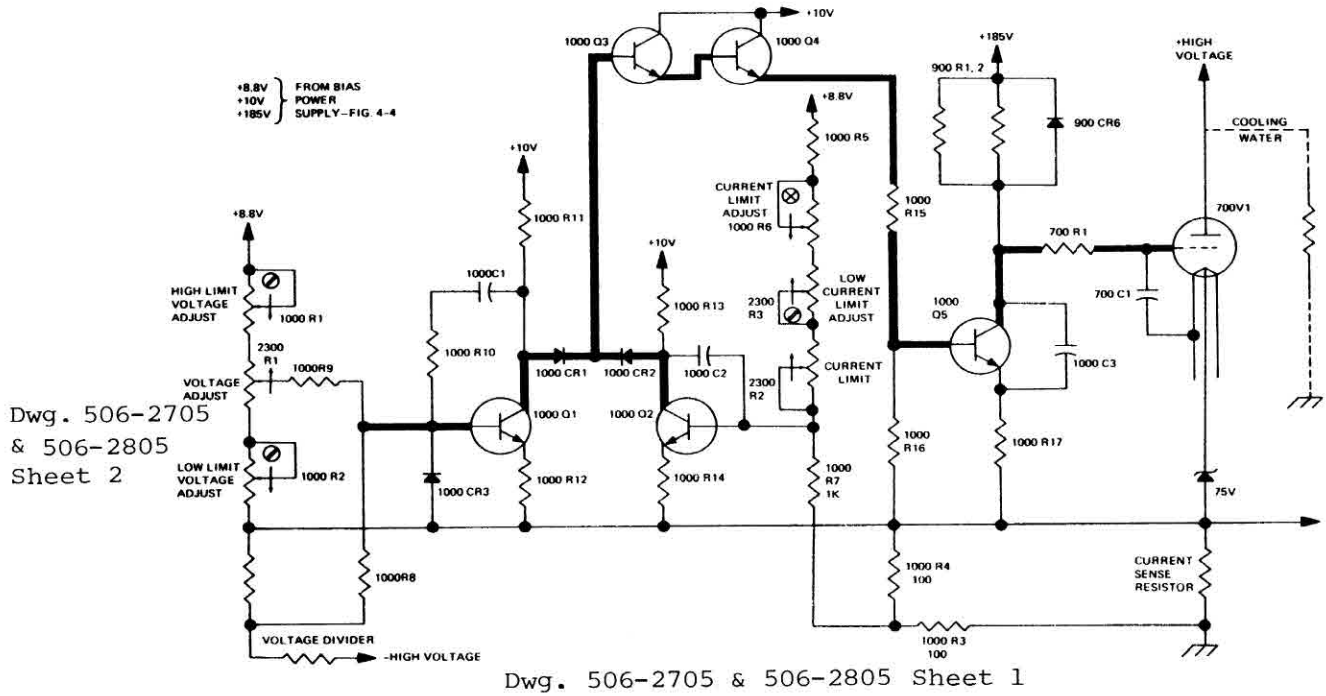 +10V
1000 Q3
1000 Q4
+185V
+HIGH
VOLTAGE
900 R1, 2
+8.8V
+10V
+185V
FROM BIAS
POWER
SUPPLY–FIG. 4-4
+8.8V
900 CR6
COOLING
WATER
1000 R5
+10V
CURRENT
LIMIT
ADJUST
1000 R6
1000
R15
700V1
+8.8V
1000 R11
+10V
700 R1
HIGH LIMIT
VOLTAGE
ADJUST
1000 R1
1000C1
1000 R13
LOW
CURRENT
LIMIT
ADJUST
2300
R3
700 C1
1000
Q5
2300
R1
1000R9
1000 R10
1000 CR1
1000 CR2
1000 C2
2300
R2
CURRENT
LIMIT
1000 C3
VOLTAGE
ADJUST
1000 Q1
1000 Q2
Dwg. 506-2705
& 506-2805
Sheet 2
LOW LIMIT
VOLTAGE
ADJUST
1000 R2
1000 CR3
1000 R12
1000 R14
1000
R7
1K
1000
R16
1000 R17
75V
1000R8
1000 R4
100
CURRENT
SENSE
RESISTOR
VOLTAGE DIVIDER
-HIGH VOLTAGE
1000 R3
100
Dwg. 506-2705 & 506-2805 Sheet 1